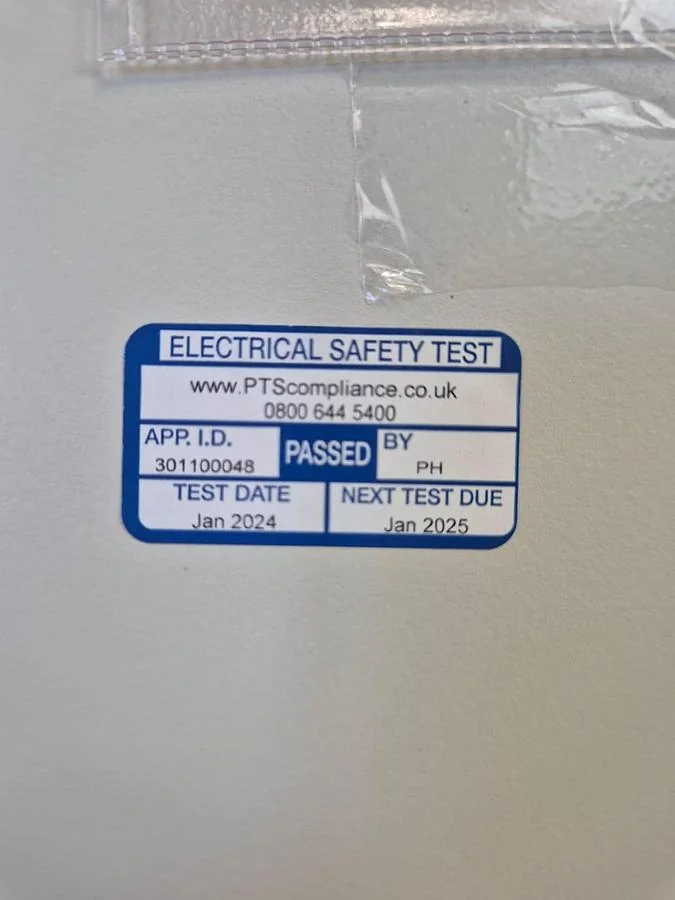 ELECTRICAL SAFETY TEST
www.PTScompliance.co.uk
0800 644 5400
APP. I.D.
301100048
PASSED
BY
PH
TEST DATE
Jan 2024
NEXT TEST DUE
Jan 2025